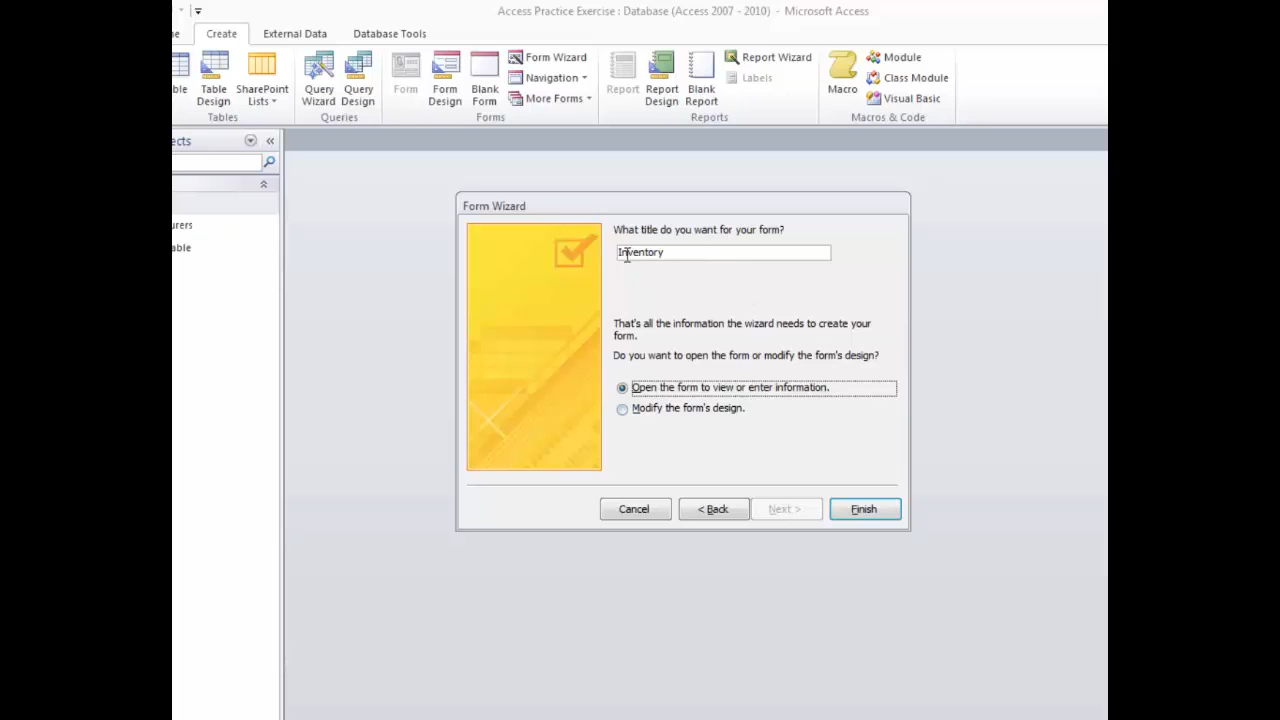 Access Practice Exercise : Database (Access 2007 - 2010) - Microsoft Access
Create External Data Database Tools
Table Design
SharePoint Lists
Tables
Query Wizard
Query Design
Queries
Form
Form Design
Blank Form
Form Wizard
Navigation
More Forms
Forms
Report
Report Design
Blank Report
Report Wizard
Labels
Reports
Macro
Module
Class Module
Visual Basic
Macros & Code
Form Wizard
What title do you want for your form?
Inventory
That's all the information the wizard needs to create your
form.
Do you want to open the form or modify the form's design?
Open the form to view or enter information.
Modify the form's design.
Cancel < Back Next > Finish